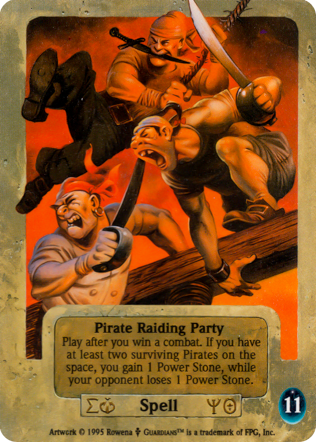 Pirate Raiding Party
Play after you win a combat. If you have
at least two surviving Pirates on the
space, you gain 1 Power Stone, while
your opponent loses 1 Power Stone.
Spell
11
Artwork © 1995 Rowena GUARDIANS™ is a trademark of FPG, Inc.